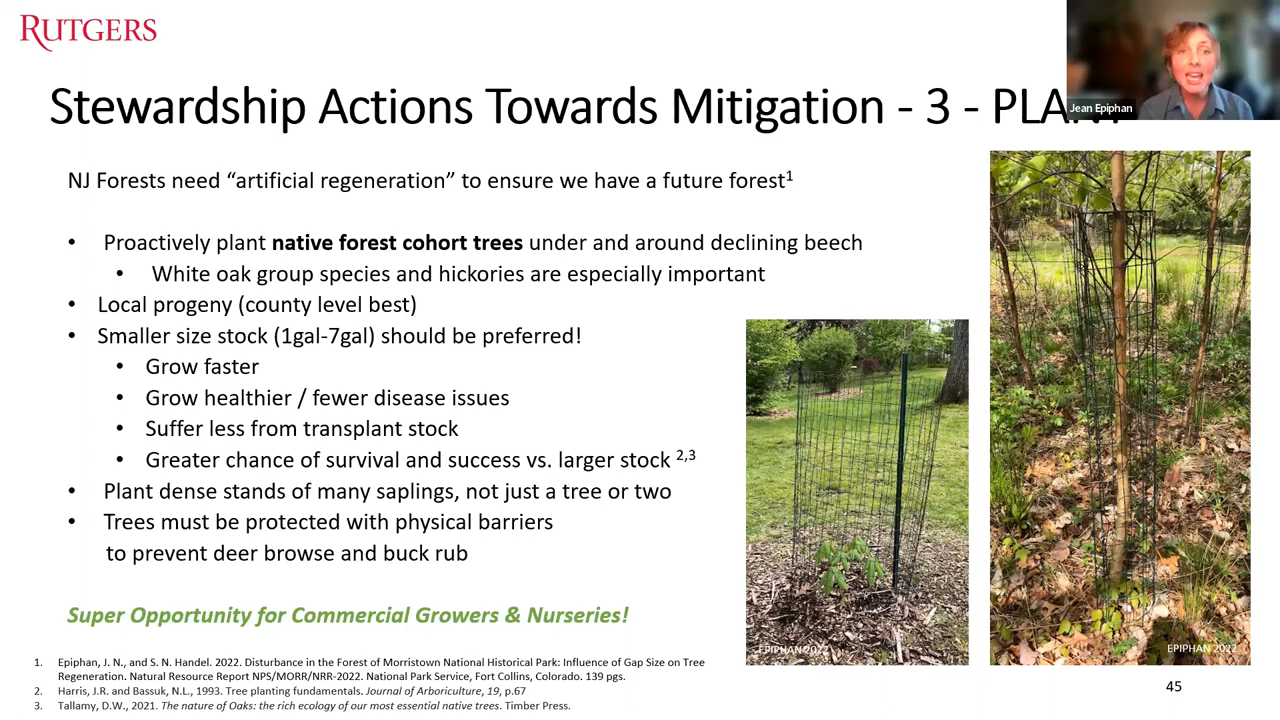 RUTGERS
Jean Epiphan
Stewardship Actions Towards Mitigation - 3 - PLANT
NJ Forests need “artificial regeneration” to ensure we have a future forest1
• Proactively plant native forest cohort trees under and around declining beech
• White oak group species and hickories are especially important
• Local progeny (county level best)
• Smaller size stock (1gal-7gal) should be preferred!
• Grow faster
• Grow healthier / fewer disease issues
• Suffer less from transplant stock
• Greater chance of survival and success vs. larger stock 2,3
• Plant dense stands of many saplings, not just a tree or two
• Trees must be protected with physical barriers
to prevent deer browse and buck rub
Super Opportunity for Commercial Growers & Nurseries!
EPIPHAN 2022
EPIPHAN 2022
1. Epiphan, J. N., and S. N. Handel. 2022. Disturbance in the Forest of Morristown National Historical Park: Influence of Gap Size on Tree
Regeneration. Natural Resource Report NPS/MORR/NRR-2022. National Park Service, Fort Collins, Colorado. 139 pgs.
2. Harris, J.R. and Bassuk, N.L., 1993. Tree planting fundamentals. Journal of Arboriculture, 19, p.67
3. Tallamy, D.W., 2021. The nature of Oaks: the rich ecology of our most essential native trees. Timber Press.
45